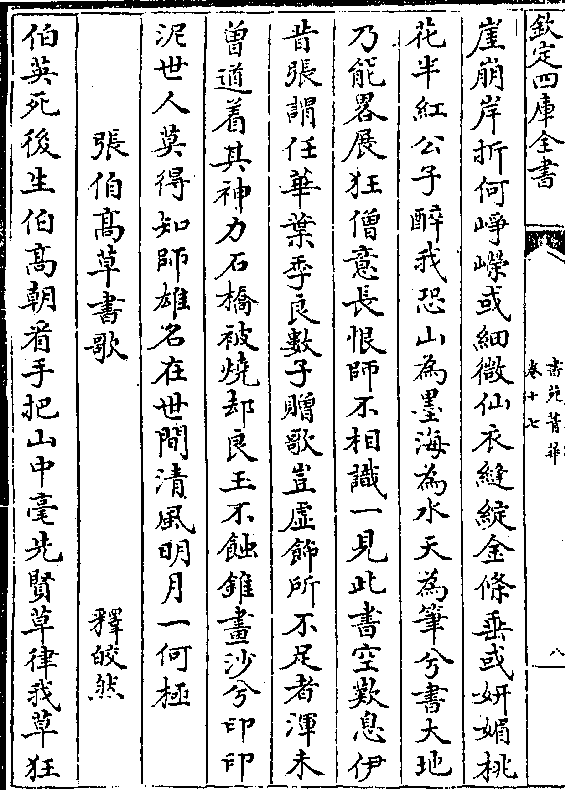 欽定四庫全書
書苑菁華
卷十七
八
崖崩岸折何崢嶸或細微仙衣縫綻金條垂或妍媚桃
花半紅公子醉我恐山為墨海為水天為筆兮書大地
乃能畧展狂僧意長恨師不相識一見此書空歎息伊
昔張謂任華葉季良數子贈歌豈虚飾所不足者渾未
曽道着其神力石橋被燒却良玉不蝕錐畫沙兮印印
泥世人莫得知師雄名在世間清風明月一何極
張伯髙草書歌　釋皎然
伯英死後生伯髙朝看手把山中毫先賢草律我草狂